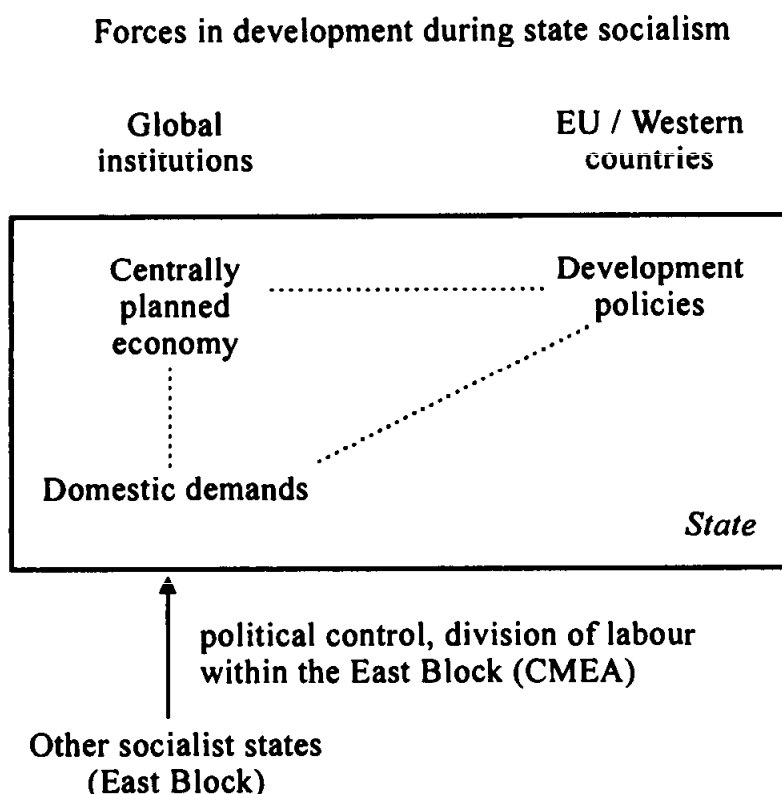 Forces in development during state socialism
Global
institutions
EU / Western
countries
Centrally
planned
economy
Development
policies
Domestic demands
State
political control, division of labour
within the East Block (CMEA)
Other socialist states
(East Block)